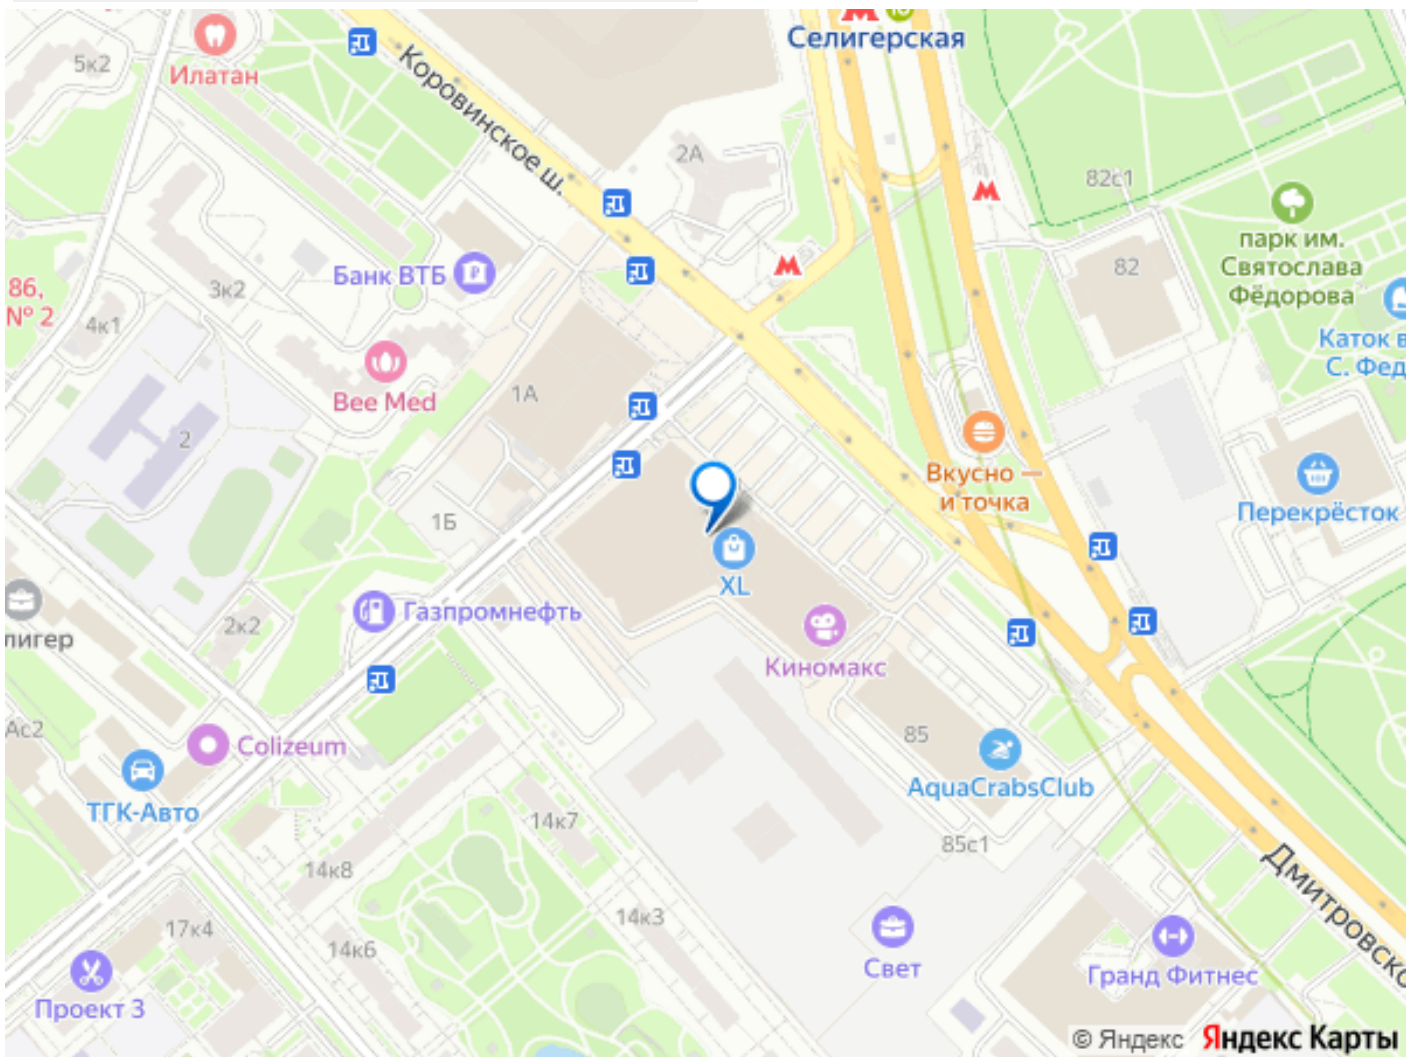 Селигерская
5к2
Илатан
Коровинское ш.
2А
82с1
парк им.
Святослава
Фёдорова
82
Банк ВТБ
3к2
86,
№ 2
4к1
Каток в
С. Фед
Bee Med
1А
2
Вкусно —
и точка
Перекрёсток
1Б
XL
Газпромнефть
2к2
лигер
Киномакс
Ас2
Colizeum
85
AquaCrabsClub
ТГК-Авто
14к7
85с1
14к8
Дмитровско
14к3
17к4
14к6
Свет
Гранд Фитнес
Проект 3
© Яндекс Яндекс Карты